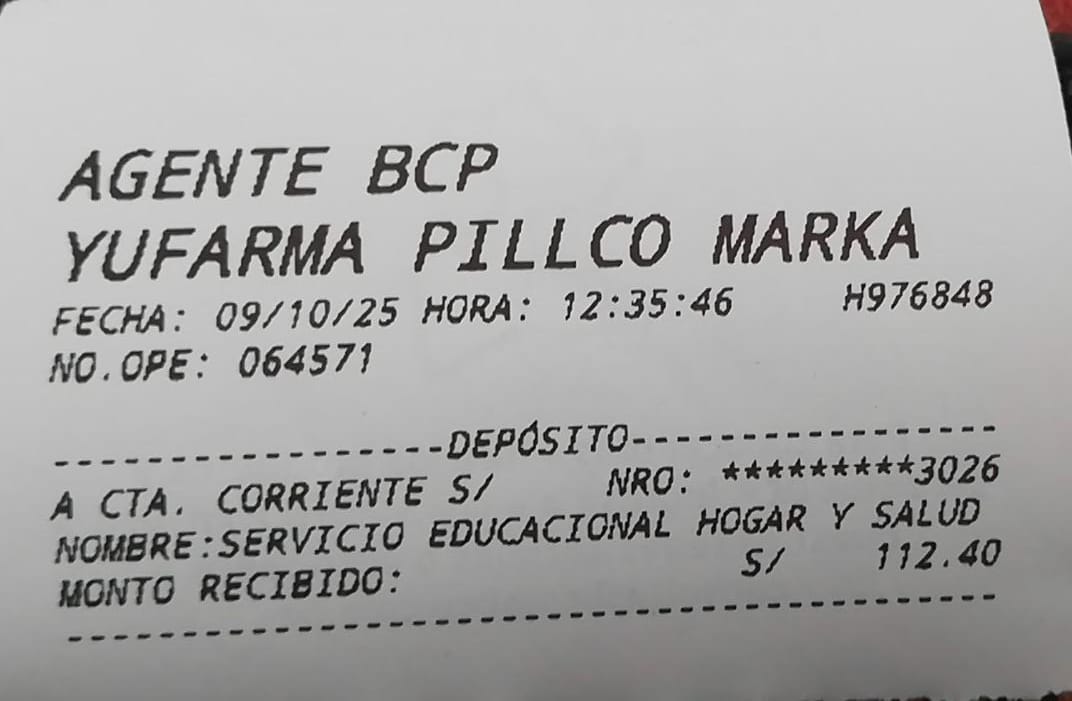 AGENTE BCP
YUFARMA PILLCO MARKA
FECHA: 09/10/25 HORA: 12:35:46 H976848
NO.OPE: 064571
------------------DEPÓSITO-----------------
A CTA. CORRIENTE S/ NRO: *********3026
NOMBRE:SERVICIO EDUCACIONAL HOGAR Y SALUD
MONTO RECIBIDO: S/ 112.40
------------------------------------------